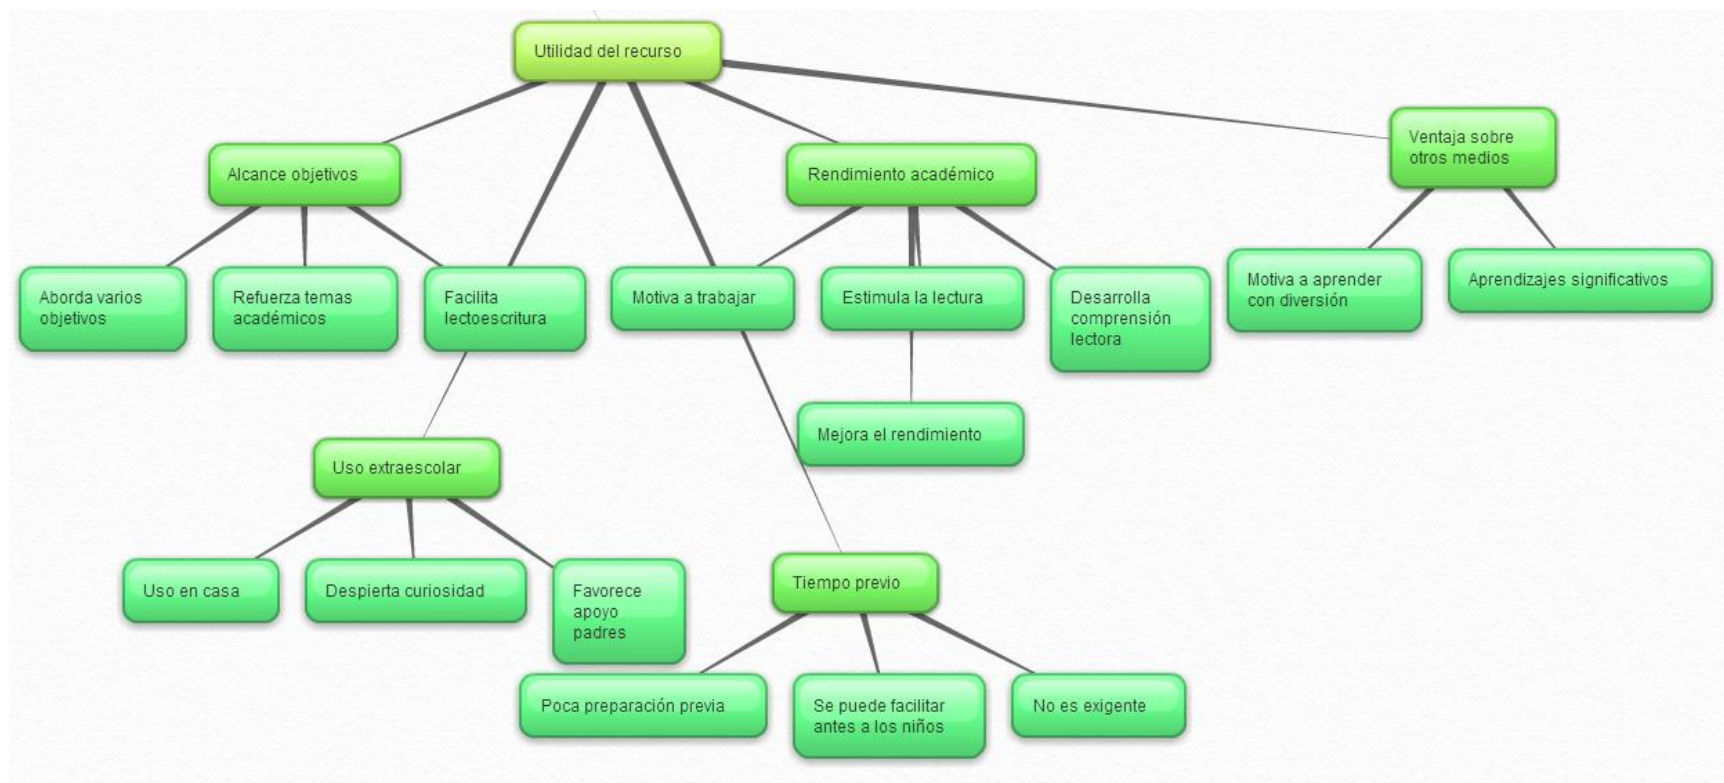 Utilidad del recurso
Ventaja sobre
otros medios
Alcance objetivos
Rendimiento académico
Aborda varios
objetivos
Refuerza temas
académicos
Facilita
lectoescritura
Motiva a trabajar
Estimula la lectura
Desarrolla
comprensión
lectora
Motiva a aprender
con diversión
Aprendizajes significativos
Mejora el rendimiento
Uso extraescolar
Uso en casa
Despierta curiosidad
Favorece
apoyo
padres
Tiempo previo
Poca preparación previa
Se puede facilitar
antes a los niños
No es exigente